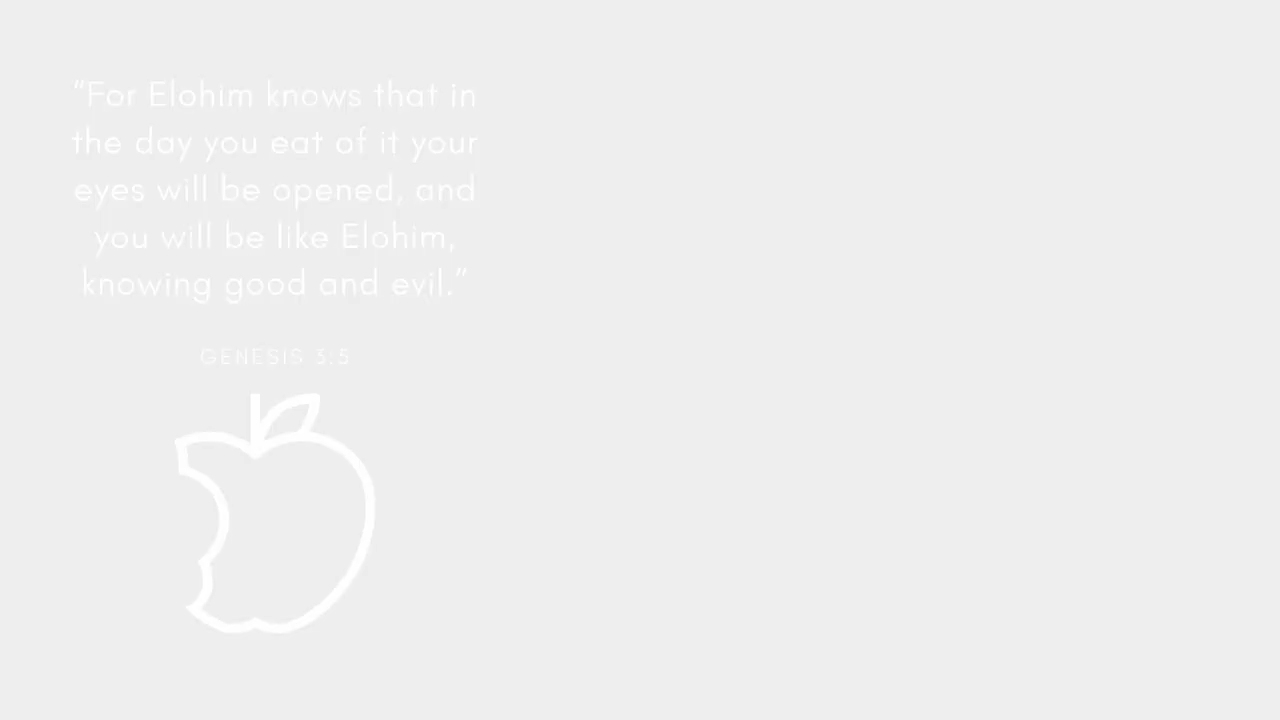 “For Elohim knows that in
the day you eat of it your
eyes will be opened, and
you will be like Elohim,
knowing good and evil.”
GENESIS 3:5